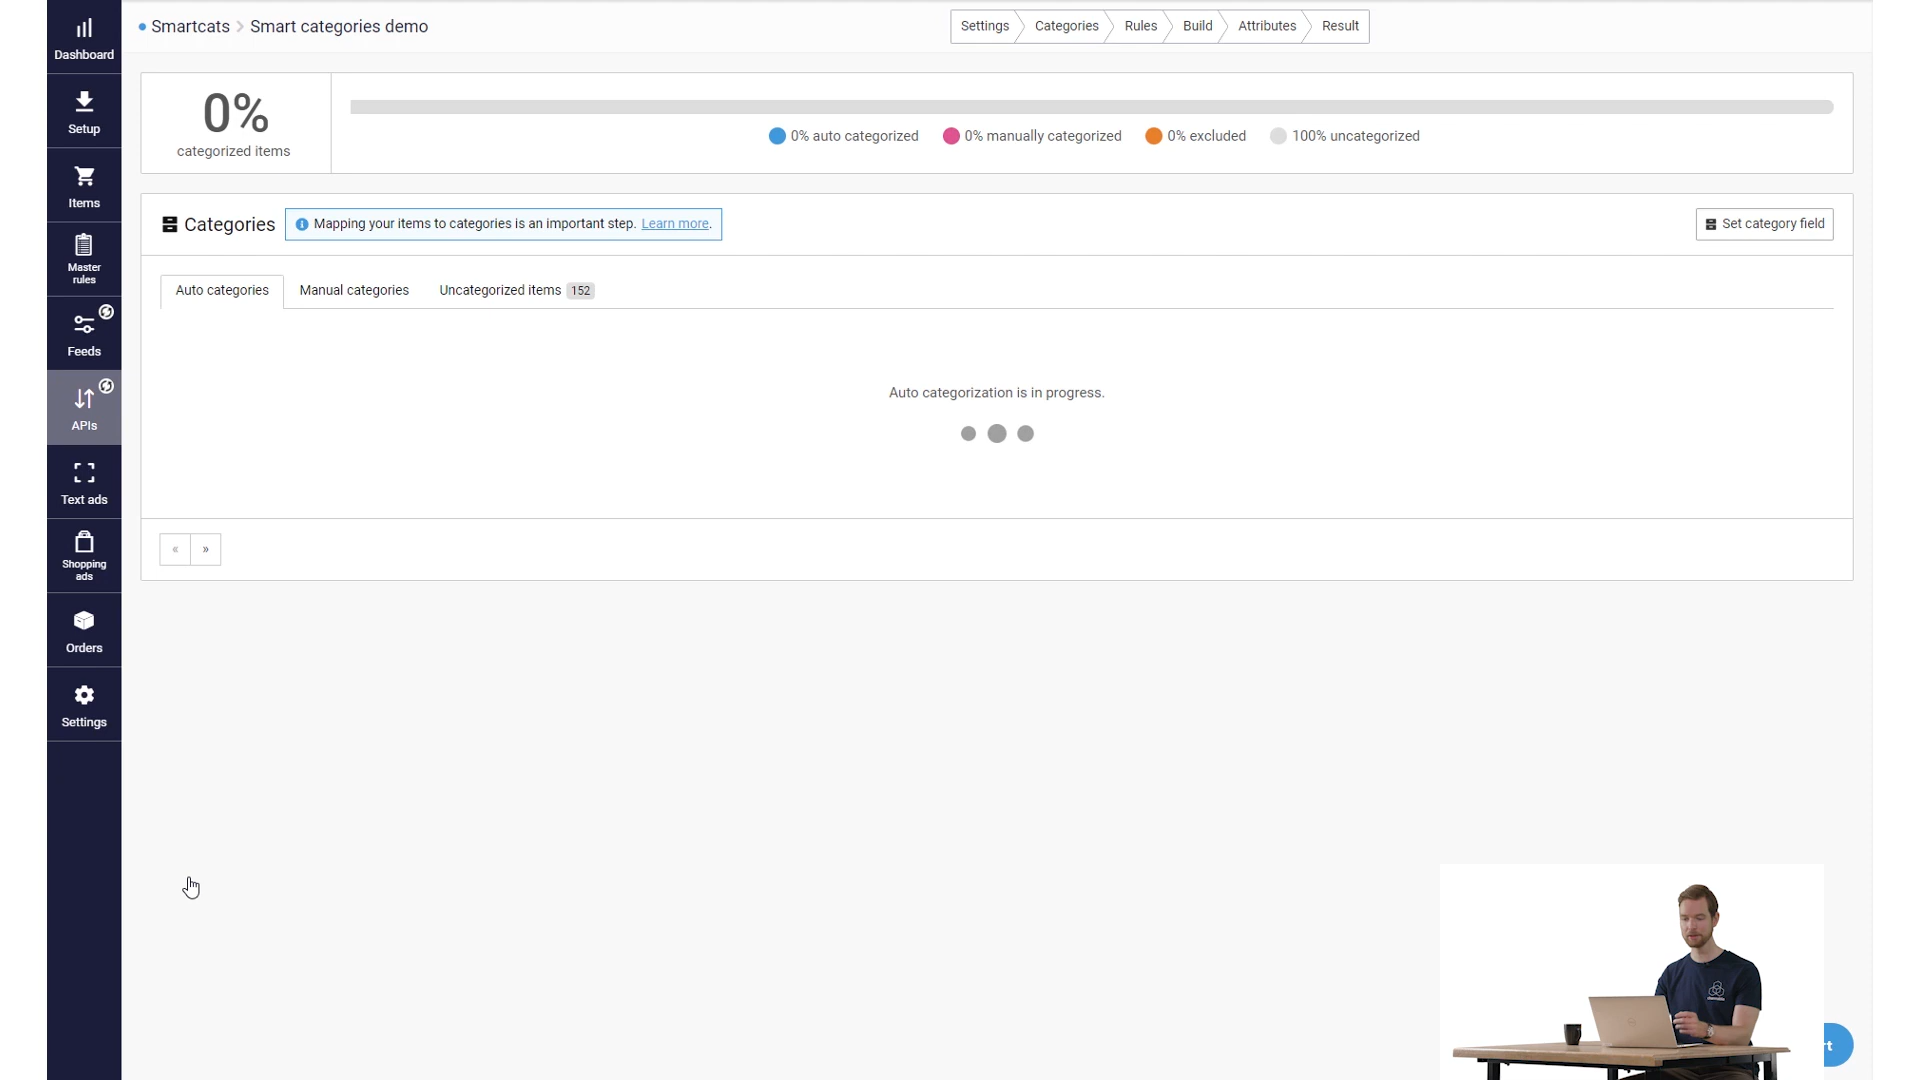 Dashboard
Setup
Items
Master
rules
Feeds
APIs
Text ads
Shopping
ads
Orders
Settings
Smartcats
Smart categories demo
Settings
Categories
Rules
Build
Attributes
Result
0%
categorized items
0% auto categorized
0% manually categorized
0% excluded
100% uncategorized
Categories
Mapping your items to categories is an important step. Learn more.
Set category field
Auto categories
Manual categories
Uncategorized items 152
Auto categorization is in progress.
«
»